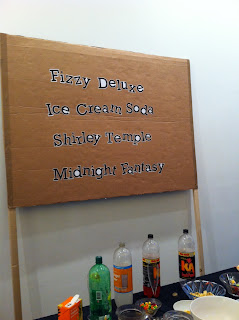 Fizzy Deluxe
Ice Cream Soda
Shirley Temple
Midnight Fantasy